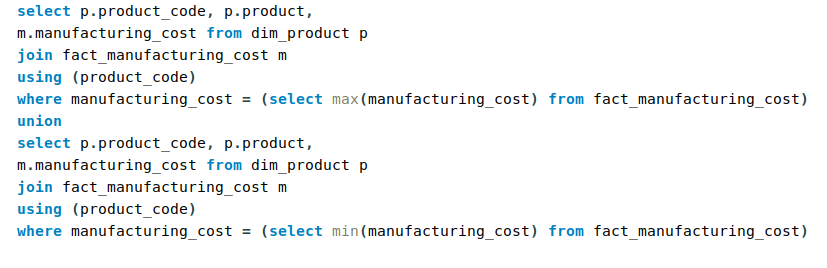 select p.product_code, p.product,
m.manufacturing_cost from dim_product p
join fact_manufacturing_cost m
using (product_code)
where manufacturing_cost = (select max(manufacturing_cost) from fact_manufacturing_cost)
union
select p.product_code, p.product,
m.manufacturing_cost from dim_product p
join fact_manufacturing_cost m
using (product_code)
where manufacturing_cost = (select min(manufacturing_cost) from fact_manufacturing_cost)